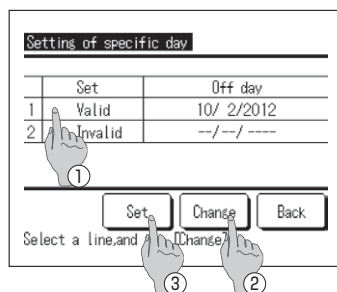 Setting of specific day
Set Off day
1 Valid 10/ 2/2012
2 Invalid --/--/ ----
①
Set Change Back
Select a line,and [Change]
③ ②